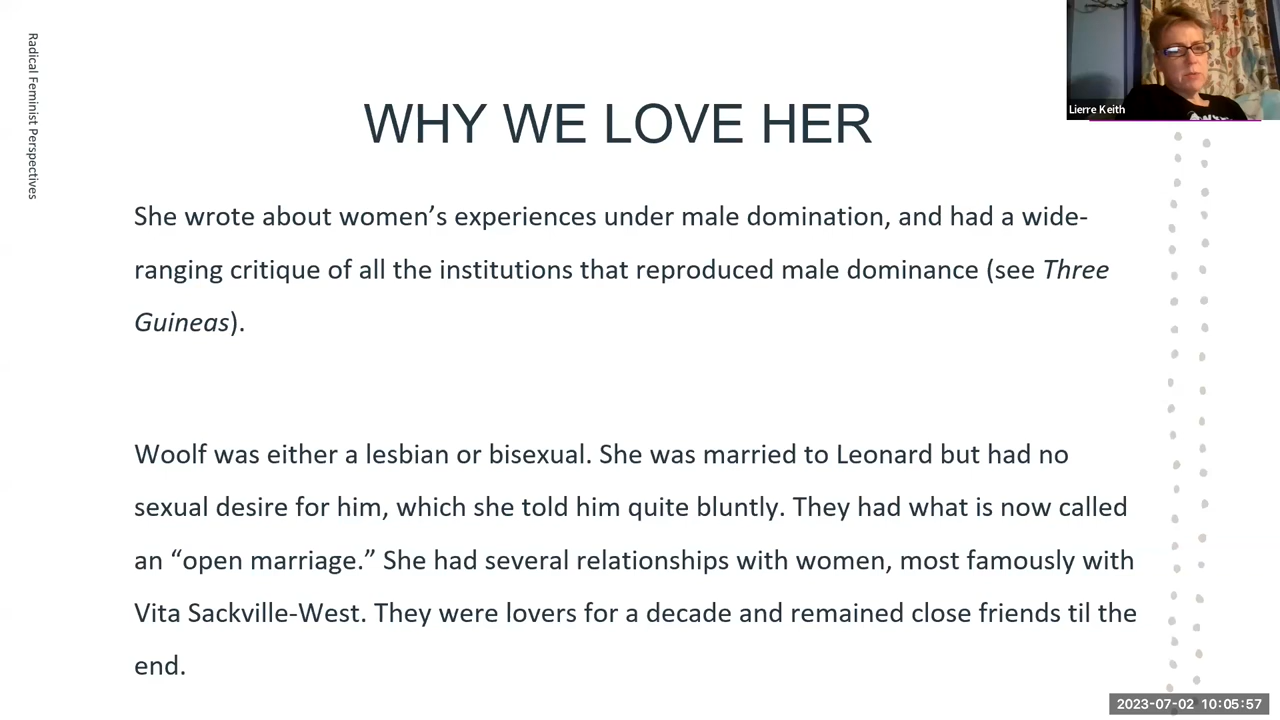 Radical Feminist Perspectives
Lierre Keith
WHY WE LOVE HER
She wrote about women’s experiences under male domination, and had a wide-
ranging critique of all the institutions that reproduced male dominance (see Three
Guineas).
Woolf was either a lesbian or bisexual. She was married to Leonard but had no
sexual desire for him, which she told him quite bluntly. They had what is now called
an “open marriage.” She had several relationships with women, most famously with
Vita Sackville-West. They were lovers for a decade and remained close friends til the
end.
2023-07-02 10:05:57